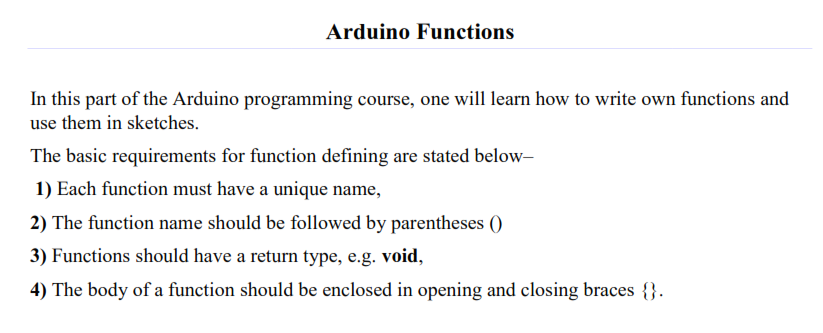 Arduino Functions
In this part of the Arduino programming course, one will learn how to write own functions and
use them in sketches.
The basic requirements for function defining are stated below–
1) Each function must have a unique name,
2) The function name should be followed by parentheses ()
3) Functions should have a return type, e.g. void,
4) The body of a function should be enclosed in opening and closing braces {}.